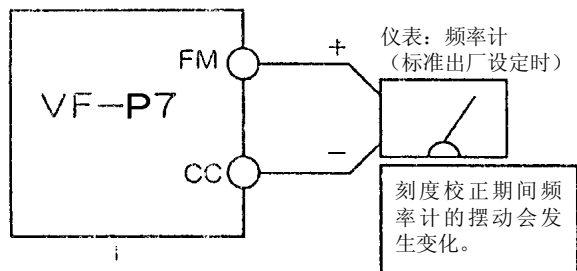 仪表：频率计
（标准出厂设定时）
FM
+
VF-P7
CC
−
刻度校正期间频
率计的摆动会发
生变化。